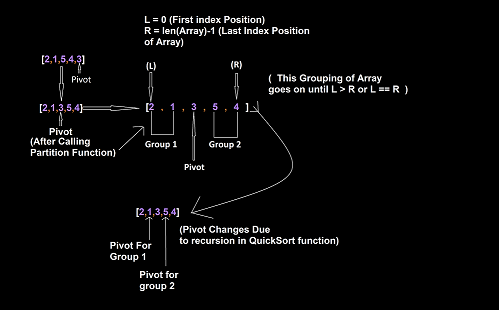 L = 0 (First index Position)
R = len(Array)-1 (Last Index Position
of Array)
[2,1,5,4,3]
Pivot
(L)
(R)
( This Grouping of Array
goes on until L > R or L == R )
[2,1,3,5,4]
[2 , 1 , 3 , 5 , 4 ]
Pivot
(After Calling
Partition Function)
Group 1
Group 2
Pivot
[2,1,3,5,4]
(Pivot Changes Due
to recursion in QuickSort function)
Pivot For
Group 1
Pivot for
group 2